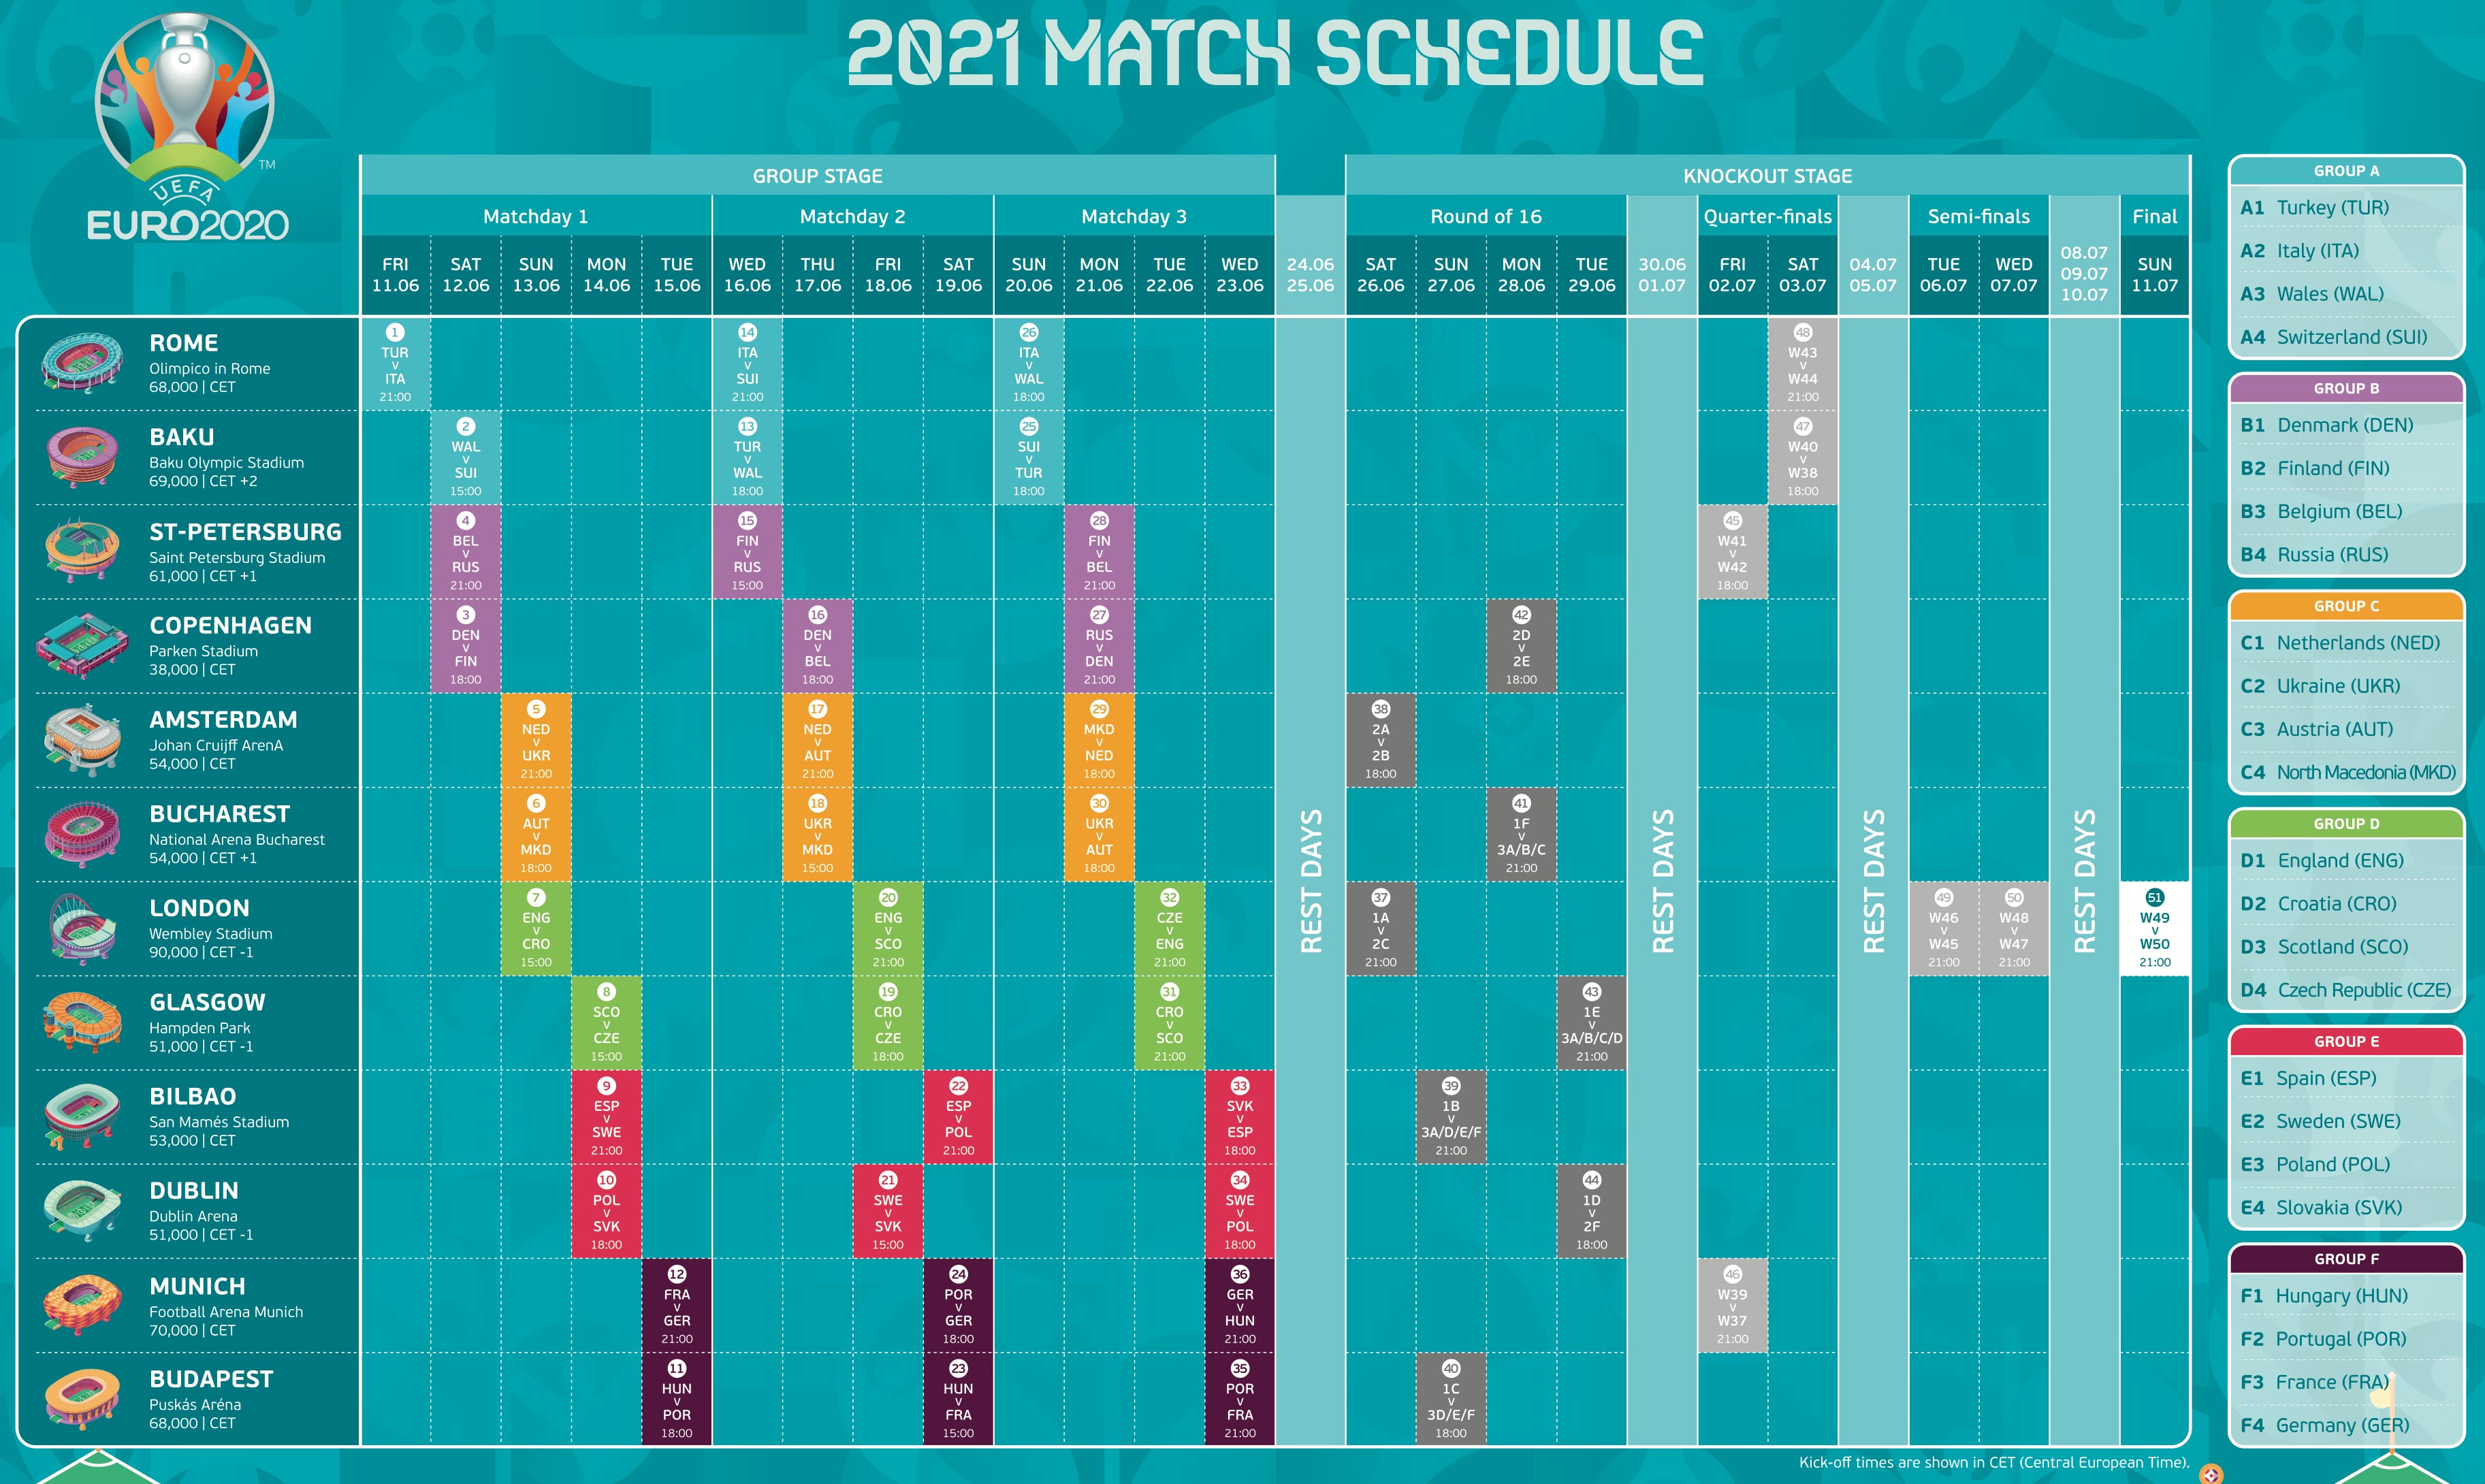 2021 MATCH SCHEDULE
TM
UEFA
EURO2020
GROUP STAGE
KNOCKOUT STAGE
Matchday 1
Matchday 2
Matchday 3
Round of 16
Quarter-finals
Semi-finals
Final
FRI 11.06
SAT 12.06
SUN 13.06
MON 14.06
TUE 15.06
WED 16.06
THU 17.06
FRI 18.06
SAT 19.06
SUN 20.06
MON 21.06
TUE 22.06
WED 23.06
24.06 25.06
SAT 26.06
SUN 27.06
MON 28.06
TUE 29.06
30.06 01.07
FRI 02.07
SAT 03.07
04.07 05.07
TUE 06.07
WED 07.07
08.07 09.07 10.07
SUN 11.07
ROME
Olimpico in Rome
68,000 | CET
1 TUR v ITA 21:00
14 ITA v SUI 21:00
26 ITA v WAL 18:00
48 W43 v W44 21:00
BAKU
Baku Olympic Stadium
69,000 | CET +2
2 WAL v SUI 15:00
13 TUR v WAL 18:00
25 SUI v TUR 18:00
47 W40 v W38 18:00
ST-PETERSBURG
Saint Petersburg Stadium
61,000 | CET +1
4 BEL v RUS 21:00
15 FIN v RUS 15:00
28 FIN v BEL 21:00
45 W41 v W42 18:00
COPENHAGEN
Parken Stadium
38,000 | CET
3 DEN v FIN 18:00
16 DEN v BEL 18:00
27 RUS v DEN 21:00
42 2D v 2E 18:00
AMSTERDAM
Johan Cruijff ArenA
54,000 | CET
5 NED v UKR 21:00
17 NED v AUT 21:00
29 MKD v NED 18:00
38 2A v 2B 18:00
BUCHAREST
National Arena Bucharest
54,000 | CET +1
6 AUT v MKD 18:00
18 UKR v MKD 15:00
30 UKR v AUT 18:00
41 1F v 3A/B/C 21:00
LONDON
Wembley Stadium
90,000 | CET -1
7 ENG v CRO 15:00
20 ENG v SCO 21:00
32 CZE v ENG 21:00
37 1A v 2C 21:00
49 W46 v W45 21:00
50 W48 v W47 21:00
51 W49 v W50 21:00
GLASGOW
Hampden Park
51,000 | CET -1
8 SCO v CZE 15:00
19 CRO v CZE 18:00
31 CRO v SCO 21:00
43 1E v 3A/B/C/D 21:00
BILBAO
San Mamés Stadium
53,000 | CET
9 ESP v SWE 21:00
22 ESP v POL 21:00
33 SVK v ESP 18:00
39 1B v 3A/D/E/F 21:00
DUBLIN
Dublin Arena
51,000 | CET -1
10 POL v SVK 18:00
21 SWE v SVK 15:00
34 SWE v POL 18:00
44 1D v 2F 18:00
MUNICH
Football Arena Munich
70,000 | CET
12 FRA v GER 21:00
24 POR v GER 18:00
36 GER v HUN 21:00
46 W39 v W37 21:00
BUDAPEST
Puskás Aréna
68,000 | CET
11 HUN v POR 18:00
23 HUN v FRA 15:00
35 POR v FRA 21:00
40 1C v 3D/E/F 18:00
REST DAYS
REST DAYS
REST DAYS
REST DAYS
GROUP A
A1 Turkey (TUR)
A2 Italy (ITA)
A3 Wales (WAL)
A4 Switzerland (SUI)
GROUP B
B1 Denmark (DEN)
B2 Finland (FIN)
B3 Belgium (BEL)
B4 Russia (RUS)
GROUP C
C1 Netherlands (NED)
C2 Ukraine (UKR)
C3 Austria (AUT)
C4 North Macedonia (MKD)
GROUP D
D1 England (ENG)
D2 Croatia (CRO)
D3 Scotland (SCO)
D4 Czech Republic (CZE)
GROUP E
E1 Spain (ESP)
E2 Sweden (SWE)
E3 Poland (POL)
E4 Slovakia (SVK)
GROUP F
F1 Hungary (HUN)
F2 Portugal (POR)
F3 France (FRA)
F4 Germany (GER)
Kick-off times are shown in CET (Central European Time).